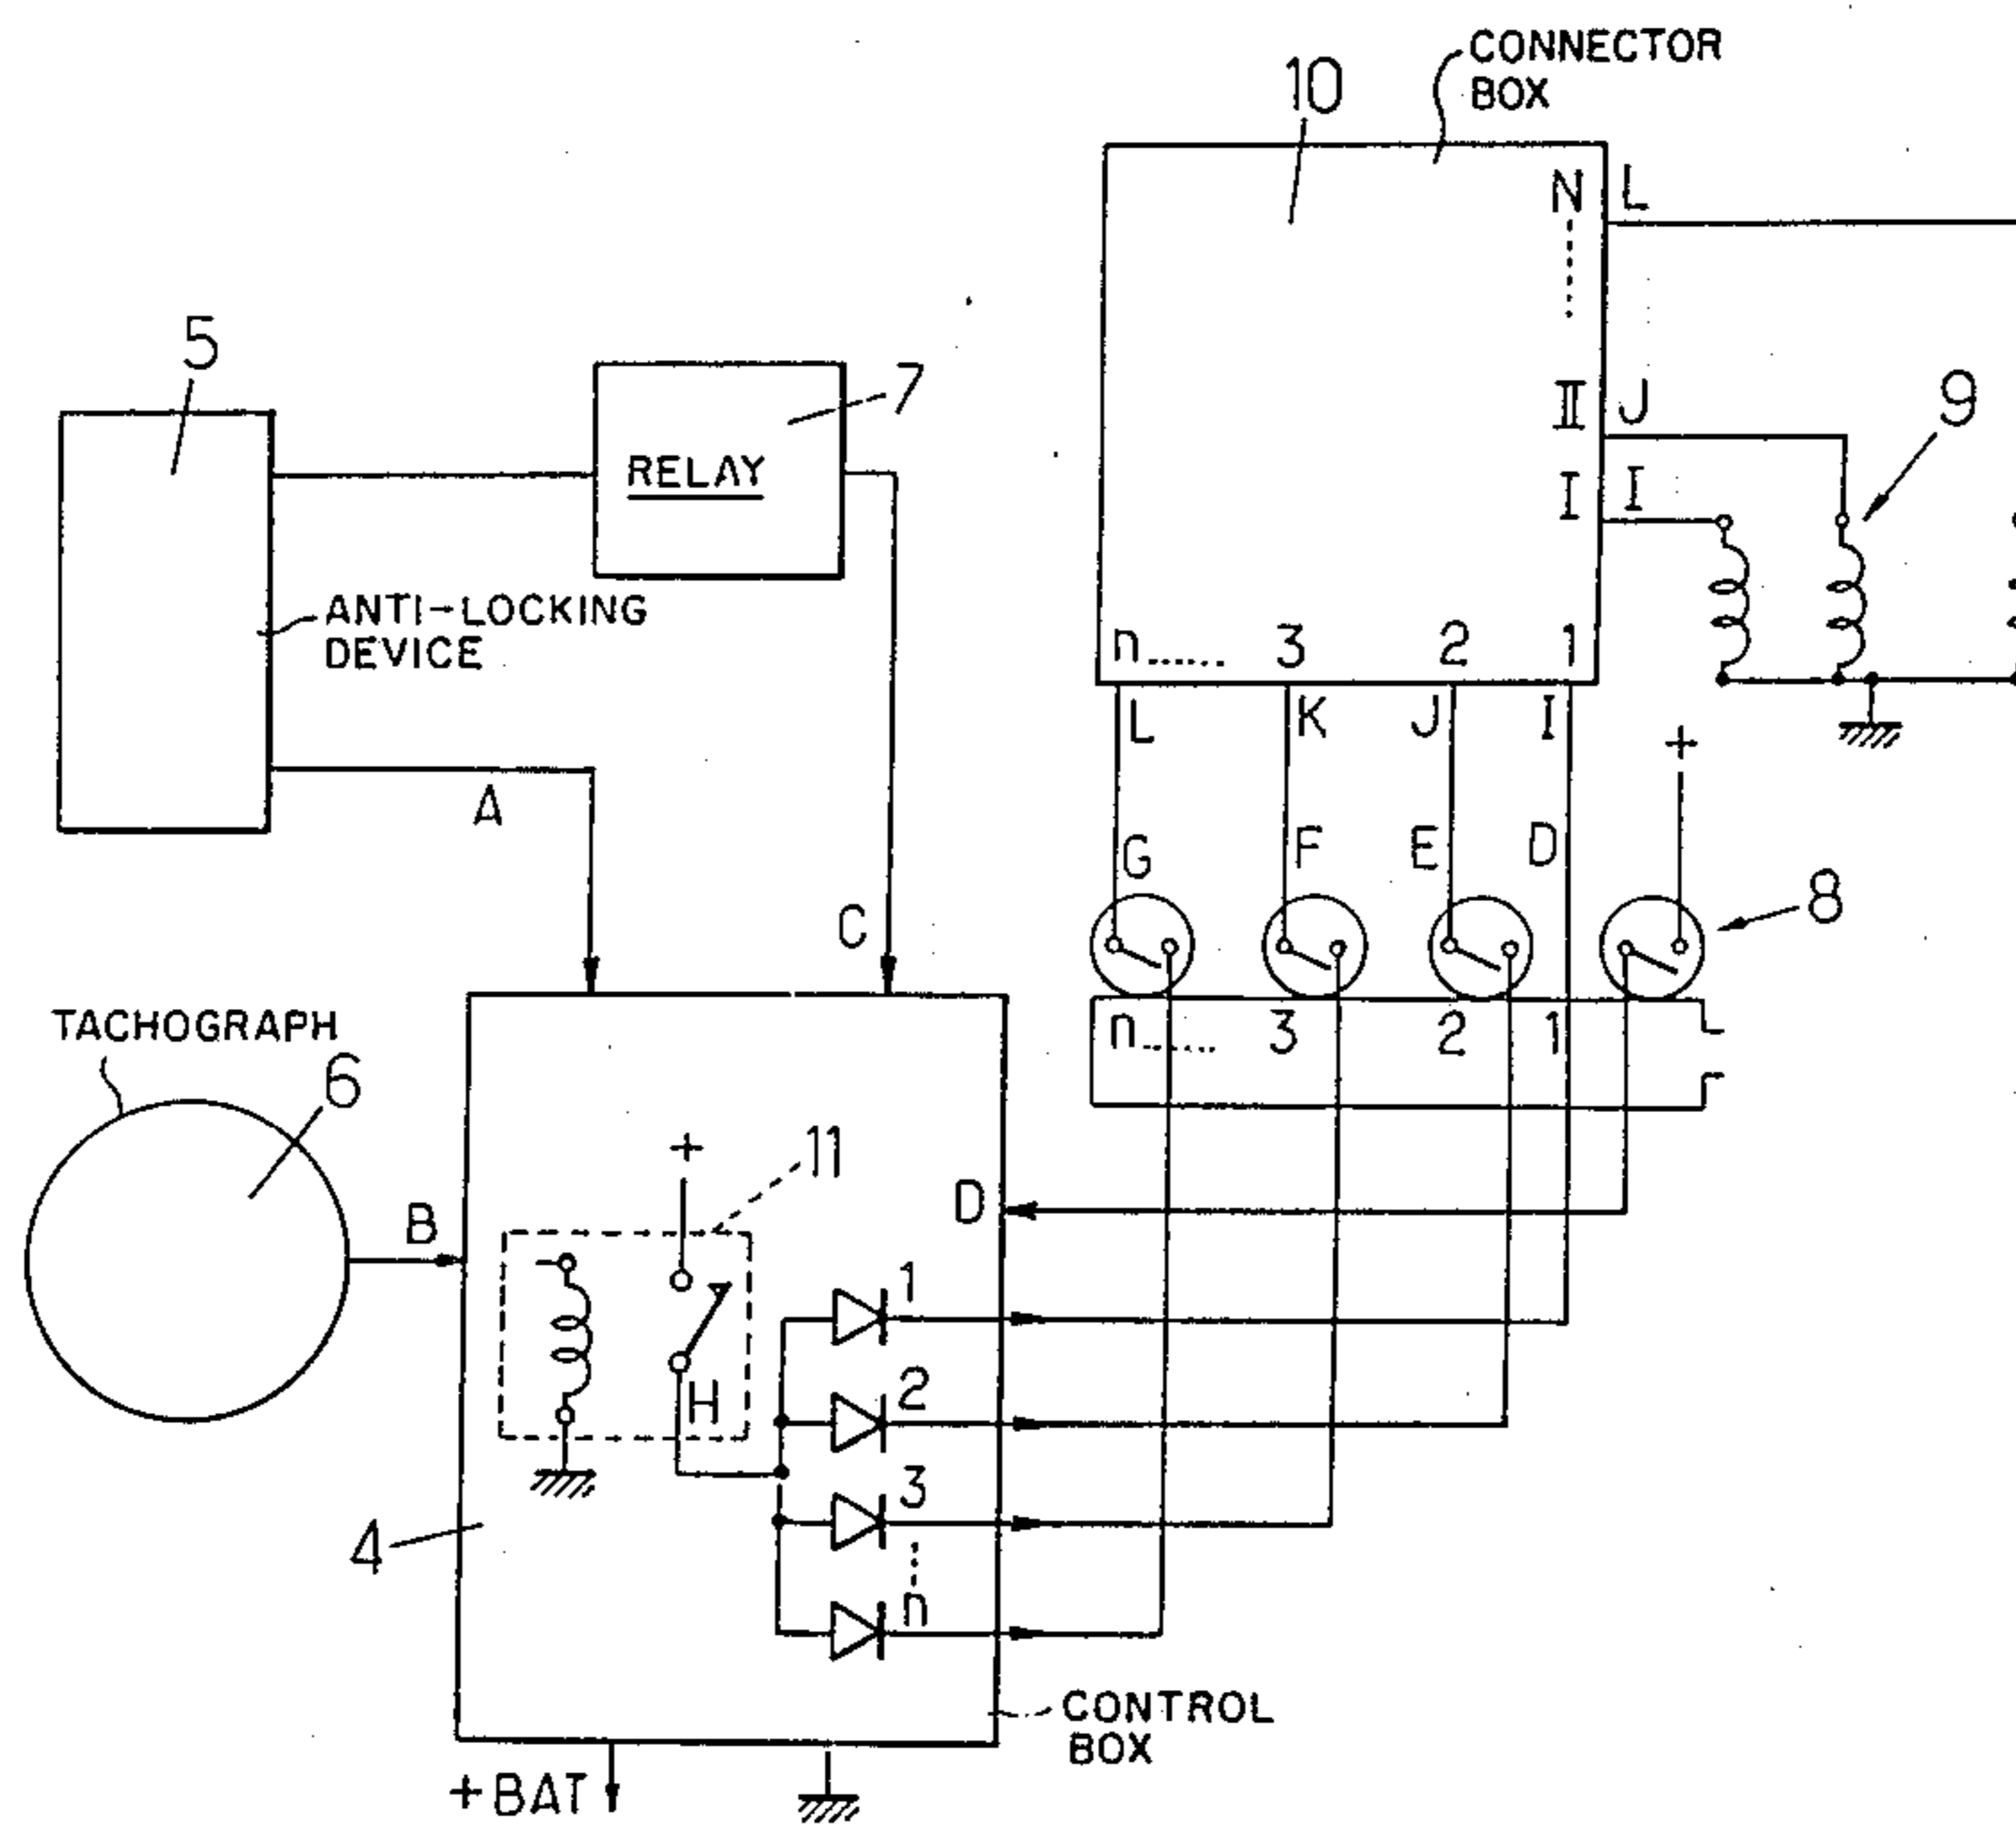 CONNECTOR
BOX
10
N L
5
7
RELAY
II J
9
I I
ANTI-LOCKING
DEVICE
n...... 3 2 1
L K J I
+
A
G F E D
8
C
TACHOGRAPH
n...... 3 2 1
6
+ 11
B
D
1
H 2
3
4
n
CONTROL
BOX
+BAT